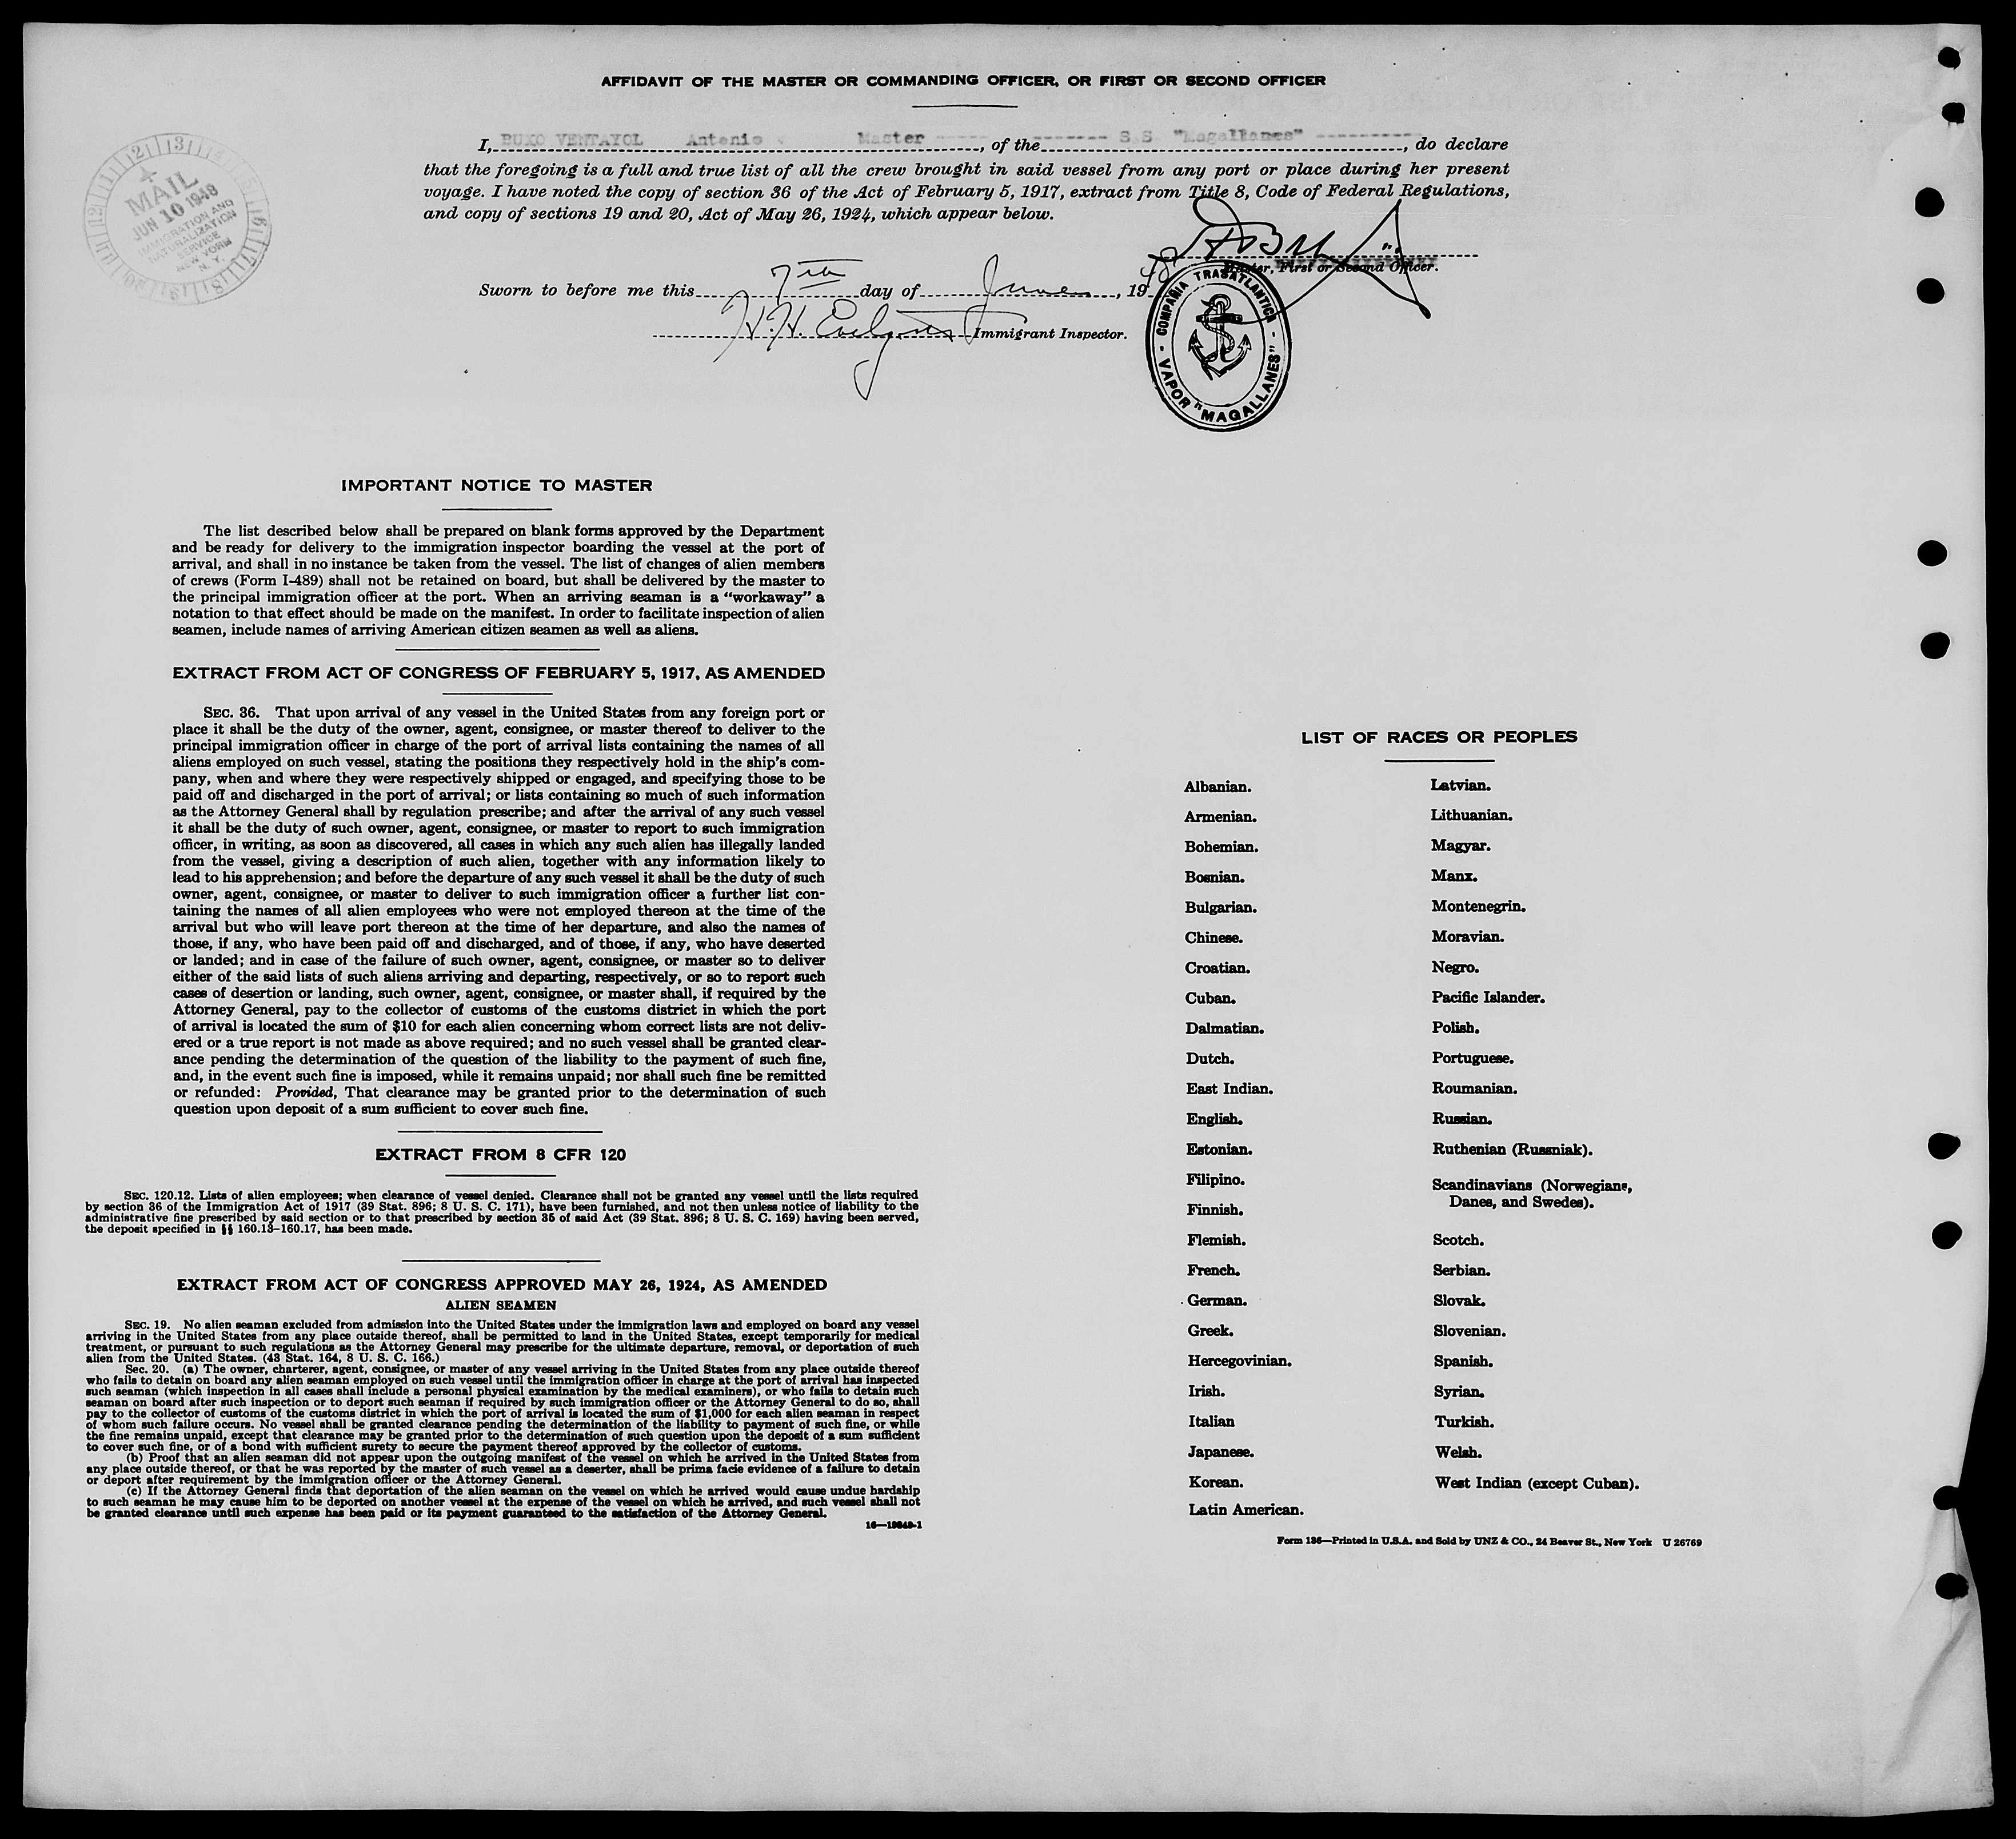 AFFIDAVIT OF THE MASTER OR COMMANDING OFFICER, OR FIRST OR SECOND OFFICER
I, BUXO VENTAYOL Antonio Master, of the S S "Magallanes", do declare
that the foregoing is a full and true list of all the crew brought in said vessel from any port or place during her present
voyage. I have noted the copy of section 36 of the Act of February 5, 1917, extract from Title 8, Code of Federal Regulations,
and copy of sections 19 and 20, Act of May 26, 1924, which appear below.
MAIL
JUN 10 1948
IMMIGRATION AND
NATURALIZATION
SERVICE
NEW YORK
N. Y.
Master, First or Second Officer.
Sworn to before me this 7th day of June, 1948
H. H. Immigrant Inspector.
COMPAÑIA TRASATLANTICA
- VAPOR "MAGALLANES" -
IMPORTANT NOTICE TO MASTER
The list described below shall be prepared on blank forms approved by the Department
and be ready for delivery to the immigration inspector boarding the vessel at the port of
arrival, and shall in no instance be taken from the vessel. The list of changes of alien members
of crews (Form I-489) shall not be retained on board, but shall be delivered by the master to
the principal immigration officer at the port. When an arriving seaman is a "workaway" a
notation to that effect should be made on the manifest. In order to facilitate inspection of alien
seamen, include names of arriving American citizen seamen as well as aliens.
EXTRACT FROM ACT OF CONGRESS OF FEBRUARY 5, 1917, AS AMENDED
SEC. 36. That upon arrival of any vessel in the United States from any foreign port or
place it shall be the duty of the owner, agent, consignee, or master thereof to deliver to the
principal immigration officer in charge of the port of arrival lists containing the names of all
aliens employed on such vessel, stating the positions they respectively hold in the ship's com-
pany, when and where they were respectively shipped or engaged, and specifying those to be
paid off and discharged in the port of arrival; or lists containing so much of such information
as the Attorney General shall by regulation prescribe; and after the arrival of any such vessel
it shall be the duty of such owner, agent, consignee, or master to report to such immigration
officer, in writing, as soon as discovered, all cases in which any such alien has illegally landed
from the vessel, giving a description of such alien, together with any information likely to
lead to his apprehension; and before the departure of any such vessel it shall be the duty of such
owner, agent, consignee, or master to deliver to such immigration officer a further list con-
taining the names of all alien employees who were not employed thereon at the time of the
arrival but who will leave port thereon at the time of her departure, and also the names of
those, if any, who have been paid off and discharged, and of those, if any, who have deserted
or landed; and in case of the failure of such owner, agent, consignee, or master so to deliver
either of the said lists of such aliens arriving and departing, respectively, or so to report such
cases of desertion or landing, such owner, agent, consignee, or master shall, if required by the
Attorney General, pay to the collector of customs of the customs district in which the port
of arrival is located the sum of $10 for each alien concerning whom correct lists are not deliv-
ered or a true report is not made as above required; and no such vessel shall be granted clear-
ance pending the determination of the question of the liability to the payment of such fine,
and, in the event such fine is imposed, while it remains unpaid; nor shall such fine be remitted
or refunded: Provided, That clearance may be granted prior to the determination of such
question upon deposit of a sum sufficient to cover such fine.
EXTRACT FROM 8 CFR 120
SEC. 120.12. Lists of alien employees; when clearance of vessel denied. Clearance shall not be granted any vessel until the lists required
by section 36 of the Immigration Act of 1917 (39 Stat. 896; 8 U. S. C. 171), have been furnished, and not then unless notice of liability to the
administrative fine prescribed by said section or to that prescribed by section 35 of said Act (39 Stat. 896; 8 U. S. C. 169) having been served,
the deposit specified in §§ 160.13-160.17, has been made.
EXTRACT FROM ACT OF CONGRESS APPROVED MAY 26, 1924, AS AMENDED
ALIEN SEAMEN
SEC. 19. No alien seaman excluded from admission into the United States under the immigration laws and employed on board any vessel
arriving in the United States from any place outside thereof, shall be permitted to land in the United States, except temporarily for medical
treatment, or pursuant to such regulations as the Attorney General may prescribe for the ultimate departure, removal, or deportation of such
alien from the United States. (43 Stat. 164, 8 U. S. C. 166.)
Sec. 20. (a) The owner, charterer, agent, consignee, or master of any vessel arriving in the United States from any place outside thereof
who fails to detain on board any alien seaman employed on such vessel until the immigration officer in charge at the port of arrival has inspected
such seaman (which inspection in all cases shall include a personal physical examination by the medical examiners), or who fails to detain such
seaman on board after such inspection or to deport such seaman if required by such immigration officer or the Attorney General to do so, shall
pay to the collector of customs of the customs district in which the port of arrival is located the sum of $1,000 for each alien seaman in respect
of whom such failure occurs. No vessel shall be granted clearance pending the determination of the liability to payment of such fine, or while
the fine remains unpaid, except that clearance may be granted prior to the determination of such question upon the deposit of a sum sufficient
to cover such fine, or of a bond with sufficient surety to secure the payment thereof approved by the collector of customs.
(b) Proof that an alien seaman did not appear upon the outgoing manifest of the vessel on which he arrived in the United States from
any place outside thereof, or that he was reported by the master of such vessel as a deserter, shall be prima facie evidence of a failure to detain
or deport after requirement by the immigration officer or the Attorney General.
(c) If the Attorney General finds that deportation of the alien seaman on the vessel on which he arrived would cause undue hardship
to such seaman he may cause him to be deported on another vessel at the expense of the vessel on which he arrived, and such vessel shall not
be granted clearance until such expense has been paid or its payment guaranteed to the satisfaction of the Attorney General.
16—19849-1
LIST OF RACES OR PEOPLES
Albanian.
Armenian.
Bohemian.
Bosnian.
Bulgarian.
Chinese.
Croatian.
Cuban.
Dalmatian.
Dutch.
East Indian.
English.
Estonian.
Filipino.
Finnish.
Flemish.
French.
German.
Greek.
Hercegovinian.
Irish.
Italian
Japanese.
Korean.
Latin American.
Latvian.
Lithuanian.
Magyar.
Manx.
Montenegrin.
Moravian.
Negro.
Pacific Islander.
Polish.
Portuguese.
Roumanian.
Russian.
Ruthenian (Russniak).
Scandinavians (Norwegians,
Danes, and Swedes).
Scotch.
Serbian.
Slovak.
Slovenian.
Spanish.
Syrian.
Turkish.
Welsh.
West Indian (except Cuban).
Form 136—Printed in U.S.A. and Sold by UNZ & CO., 24 Beaver St., New York U 26769